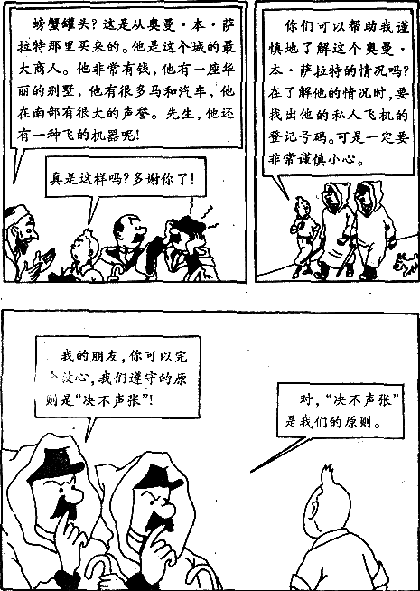 螃蟹罐头？这是从奥曼·本·萨
拉特那里买来的。他是这个城的最
大商人。他非常有钱，他有一座华
丽的别墅，他有很多马和汽车，他
在南部有很大的声誉。先生，他还
有一种飞的机器呢！
真是这样吗？多谢你了！
你们可以帮助我谨
慎地了解这个奥曼·
本·萨拉特的情况吗？
在了解他的情况时，要
找出他的私人飞机的
登记号码。可是一定要
非常谨慎小心。
我的朋友，你可以完
放心，我们遵守的原
则是“决不声张”！
对，“决不声张”
是我们的原则。